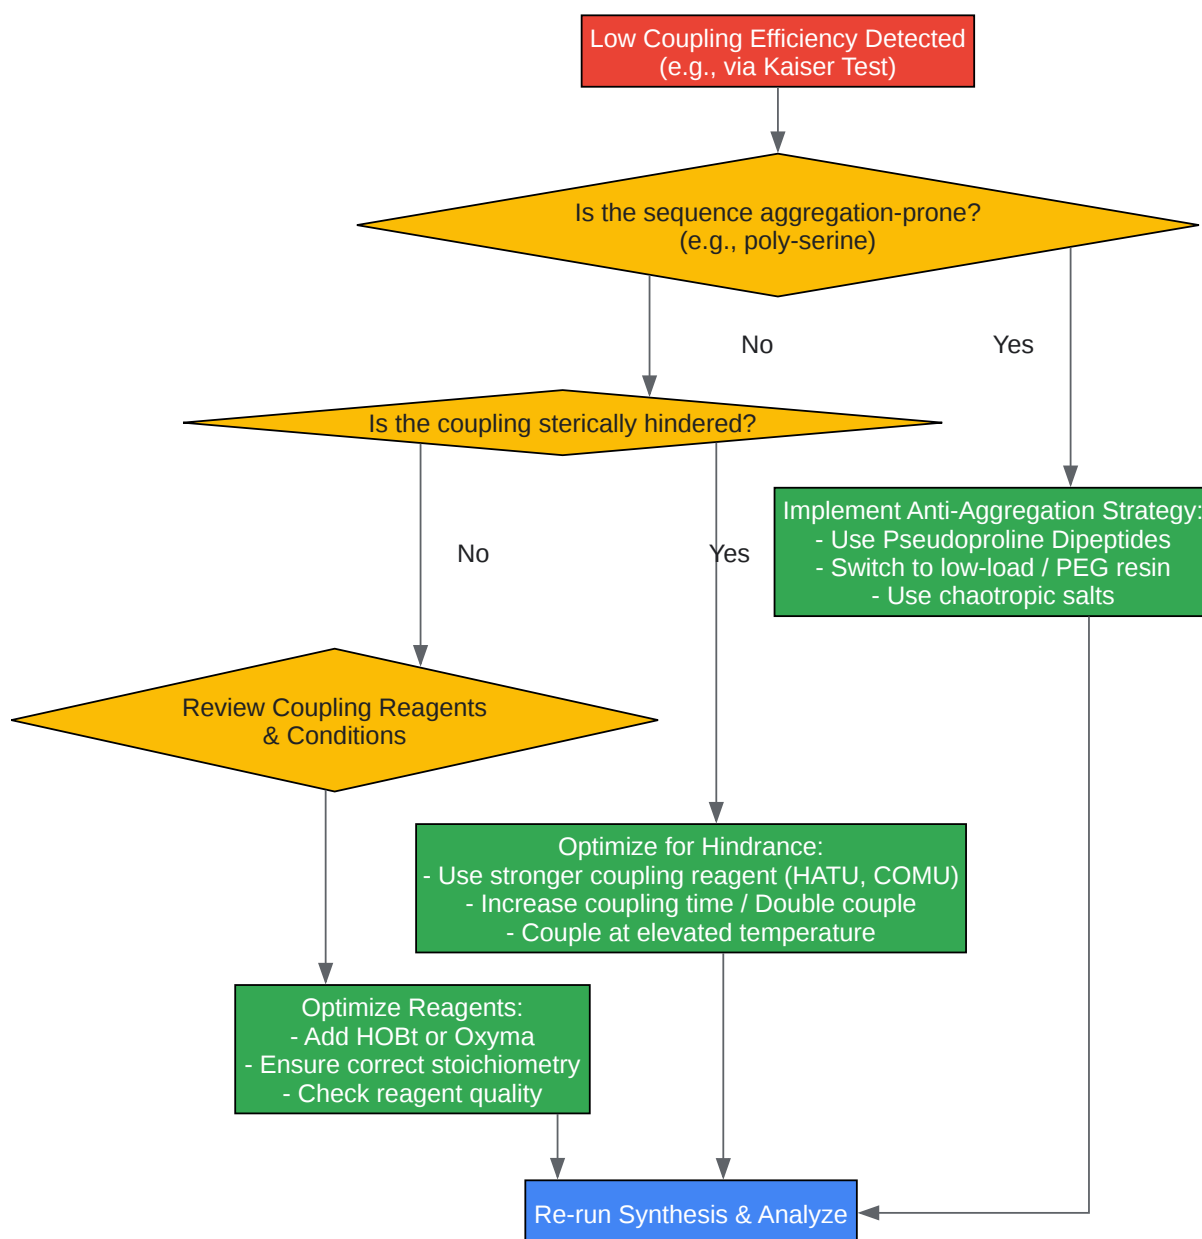 Low Coupling Efficiency Detected
(e.g., via Kaiser Test)
Is the sequence aggregation-prone?
(e.g., poly-serine)
No
Yes
Is the coupling sterically hindered?
No
Yes
Implement Anti-Aggregation Strategy:
- Use Pseudoproline Dipeptides
- Switch to low-load / PEG resin
- Use chaotropic salts
Review Coupling Reagents
& Conditions
Optimize for Hindrance:
- Use stronger coupling reagent (HATU, COMU)
- Increase coupling time / Double couple
- Couple at elevated temperature
Optimize Reagents:
- Add HOBt or Oxyma
- Ensure correct stoichiometry
- Check reagent quality
Re-run Synthesis & Analyze